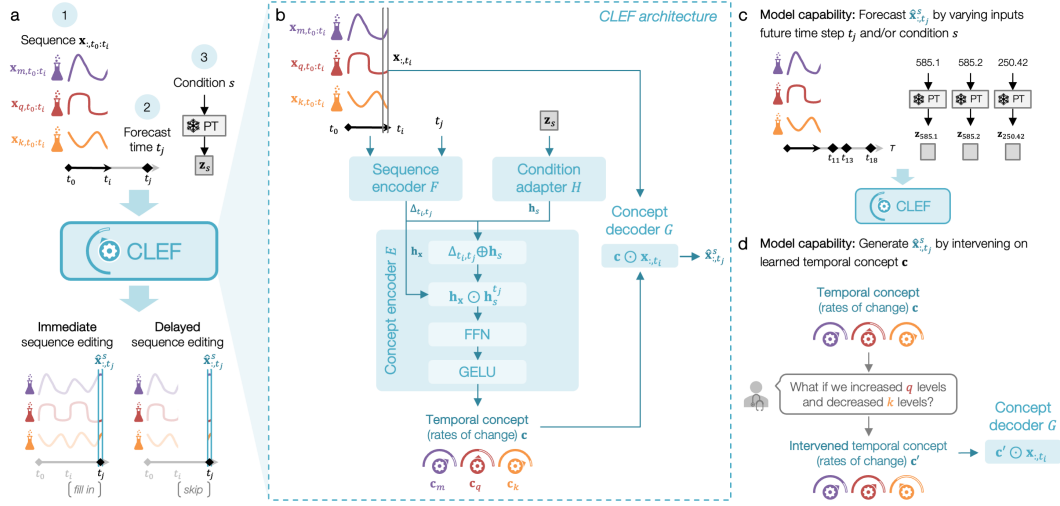 a
1
Sequence x:,t0:ti
xm,t0:ti
xq,t0:ti
xk,t0:ti
2
Forecast
time tj
t0 ti tj
3
Condition s
PT
zs
CLEF
Immediate
sequence editing
Delayed
sequence editing
x̂s:,tj
x̂s:,tj
t0 ti tj
t0 ti tj
[fill in]
[skip]
b
CLEF architecture
xm,t0:ti
xq,t0:ti
xk,t0:ti
x:,ti
t0 ti
tj
zs
Sequence
encoder F
Condition
adapter H
Δti,tj
hs
hx
Concept encoder E
Δti,tj ⊕ hs
hx ⊙ hstj
FFN
GELU
Concept
decoder G
c ⊙ x:,ti
x̂s:,tj
Temporal concept
(rates of change) c
cm cq ck
c
Model capability: Forecast x̂s:,tj by varying inputs
future time step tj and/or condition s
585.1 585.2 250.42
PT PT PT
z585.1 z585.2 z250.42
t11 t13 t18 T
CLEF
d
Model capability: Generate x̂s:,tj by intervening on
learned temporal concept c
Temporal concept
(rates of change) c
What if we increased q levels
and decreased k levels?
Intervened temporal concept
(rates of change) c′
Concept
decoder G
c′ ⊙ x:,ti